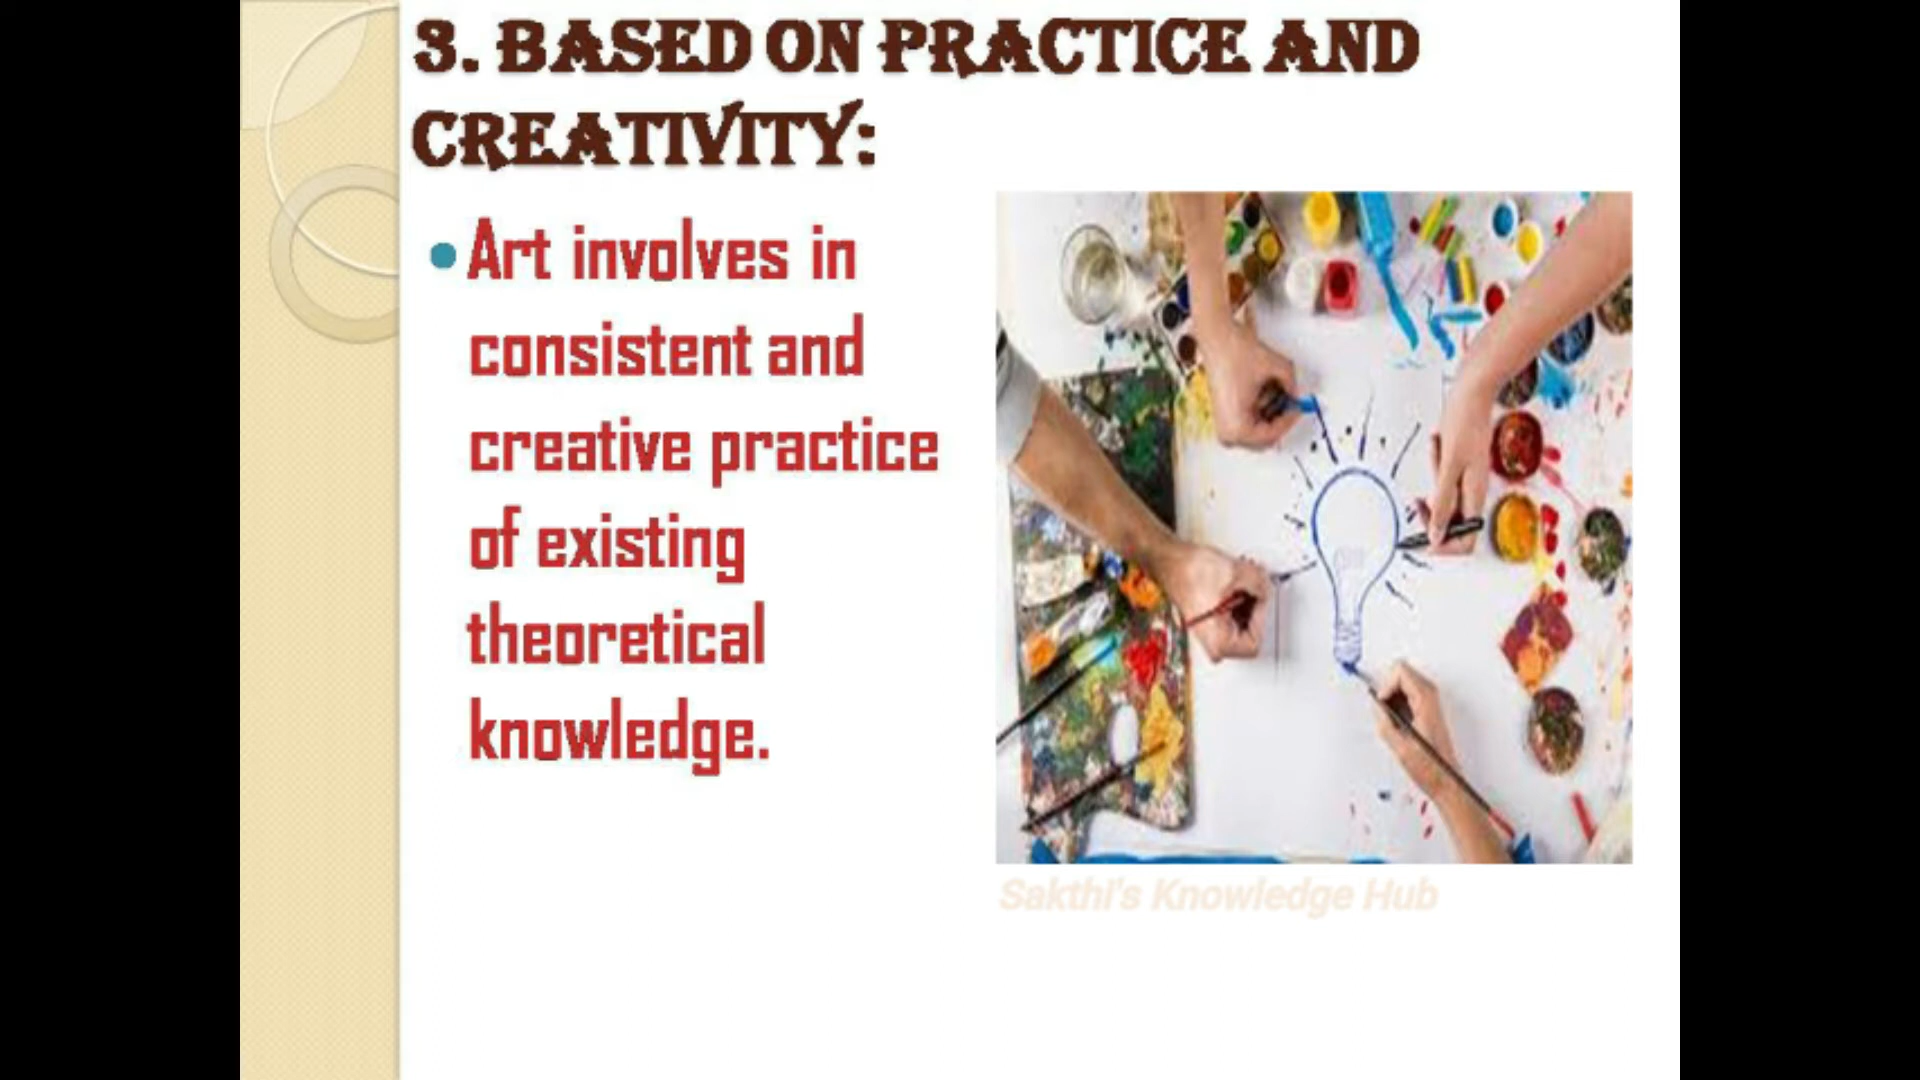 3. BASED ON PRACTICE AND
CREATIVITY:
Art involves in
consistent and
creative practice
of existing
theoretical
knowledge.
Sakthi's Knowledge Hub